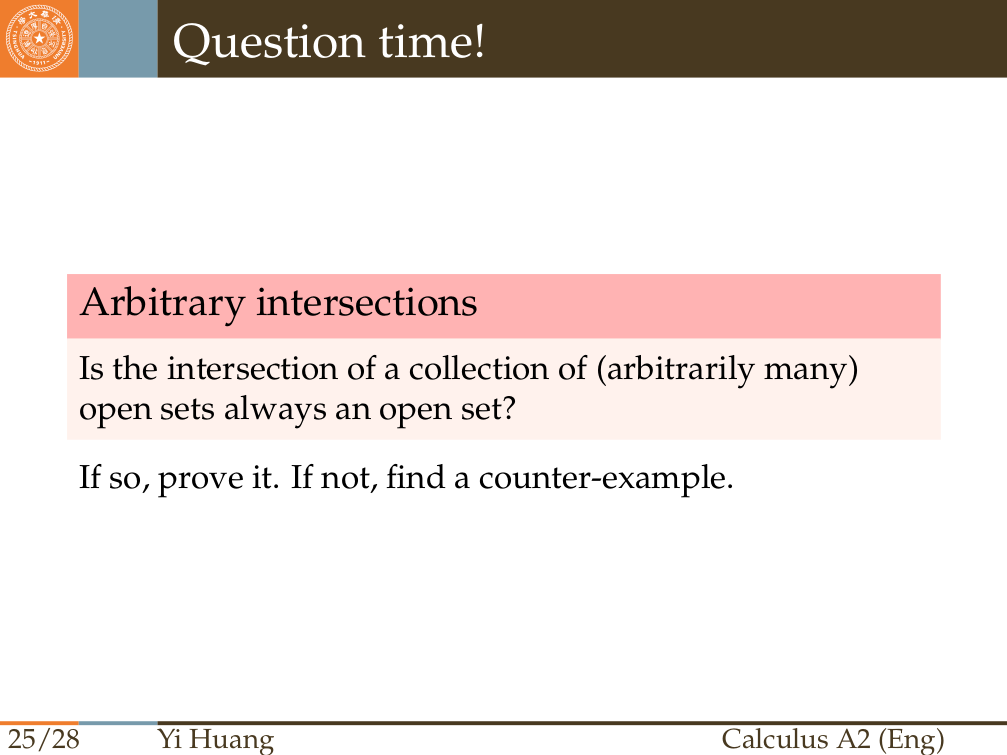 Question time!
Arbitrary intersections
Is the intersection of a collection of (arbitrarily many)
open sets always an open set?
If so, prove it. If not, find a counter-example.
25/28 Yi Huang Calculus A2 (Eng)